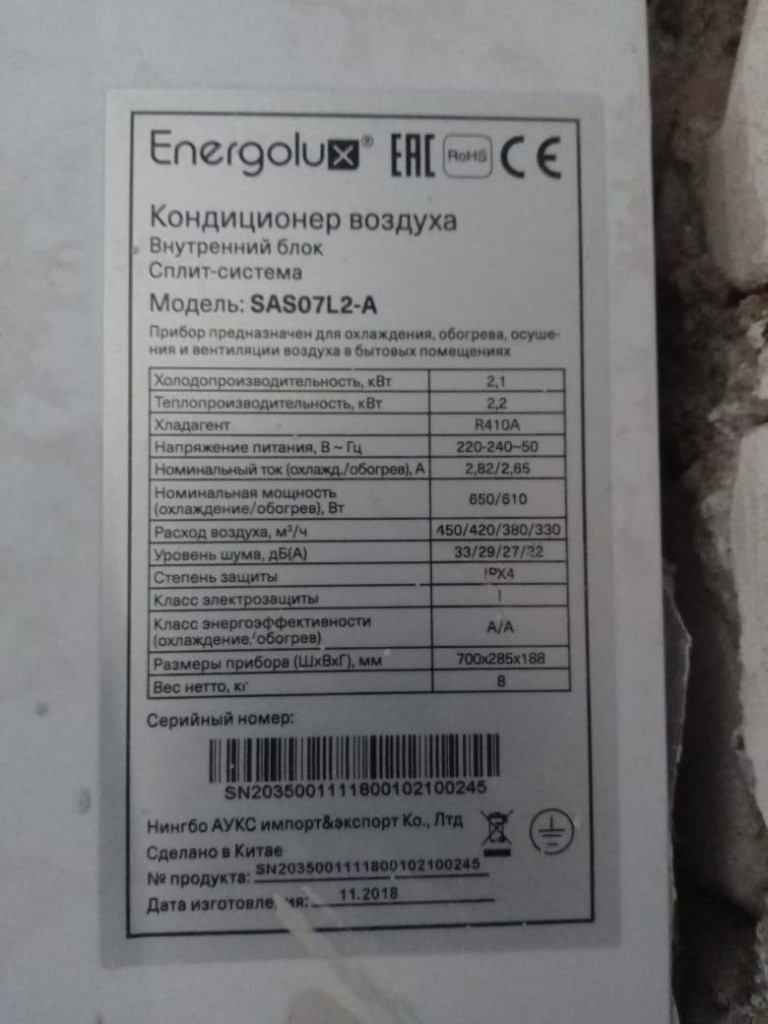 Energolux® EAC RoHS CE
Кондиционер воздуха
Внутренний блок
Сплит-система
Модель: SAS07L2-A
Прибор предназначен для охлаждения, обогрева, осуше-
ния и вентиляции воздуха в бытовых помещениях
Холодопроизводительность, кВт 2,1
Теплопроизводительность, кВт 2,2
Хладагент R410A
Напряжение питания, В ~ Гц 220-240~50
Номинальный ток (охлажд./обогрев), А 2,82/2,65
Номинальная мощность
(охлаждение/обогрев), Вт 650/610
Расход воздуха, м³/ч 450/420/380/330
Уровень шума, дБ(А) 33/29/27/22
Степень защиты IPX4
Класс электрозащиты I
Класс энергоэффективности
(охлаждение/обогрев) A/A
Размеры прибора (ШхВхГ), мм 700x285x188
Вес нетто, кг 8
Серийный номер:
SN2035001111800102100245
Нингбо АУКС импорт&экспорт Ко., Лтд
Сделано в Китае
№ продукта: SN2035001111800102100245
Дата изготовления: 11.2018